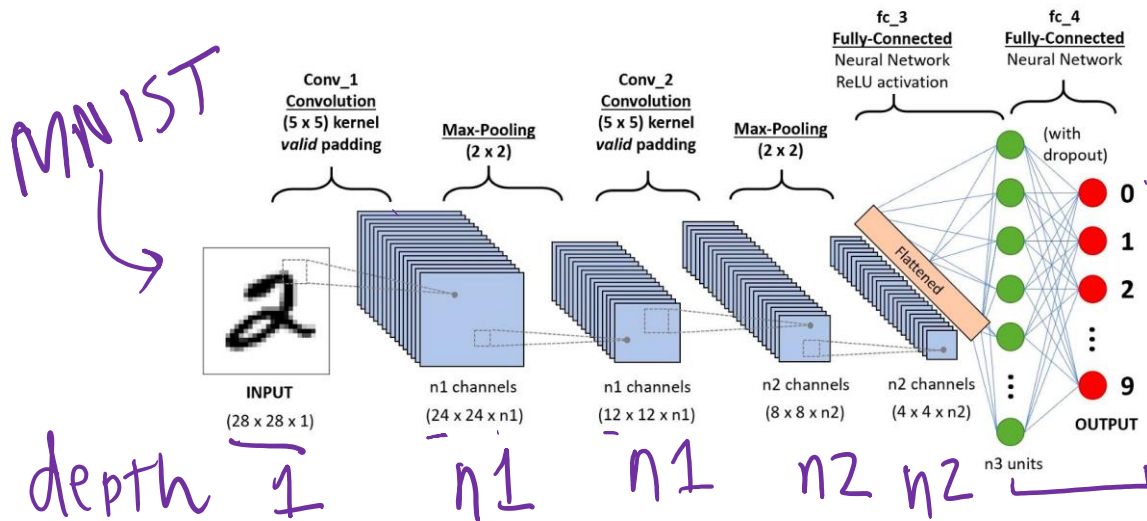 MNIST
Conv_1
Convolution
(5 x 5) kernel
valid padding
Max-Pooling
(2 x 2)
Conv_2
Convolution
(5 x 5) kernel
valid padding
Max-Pooling
(2 x 2)
fc_3
Fully-Connected
Neural Network
ReLU activation
fc_4
Fully-Connected
Neural Network
(with
dropout)
Flattened
0
1
2
9
OUTPUT
INPUT
(28 x 28 x 1)
n1 channels
(24 x 24 x n1)
n1 channels
(12 x 12 x n1)
n2 channels
(8 x 8 x n2)
n2 channels
(4 x 4 x n2)
n3 units
2
depth 1 n1 n1 n2 n2